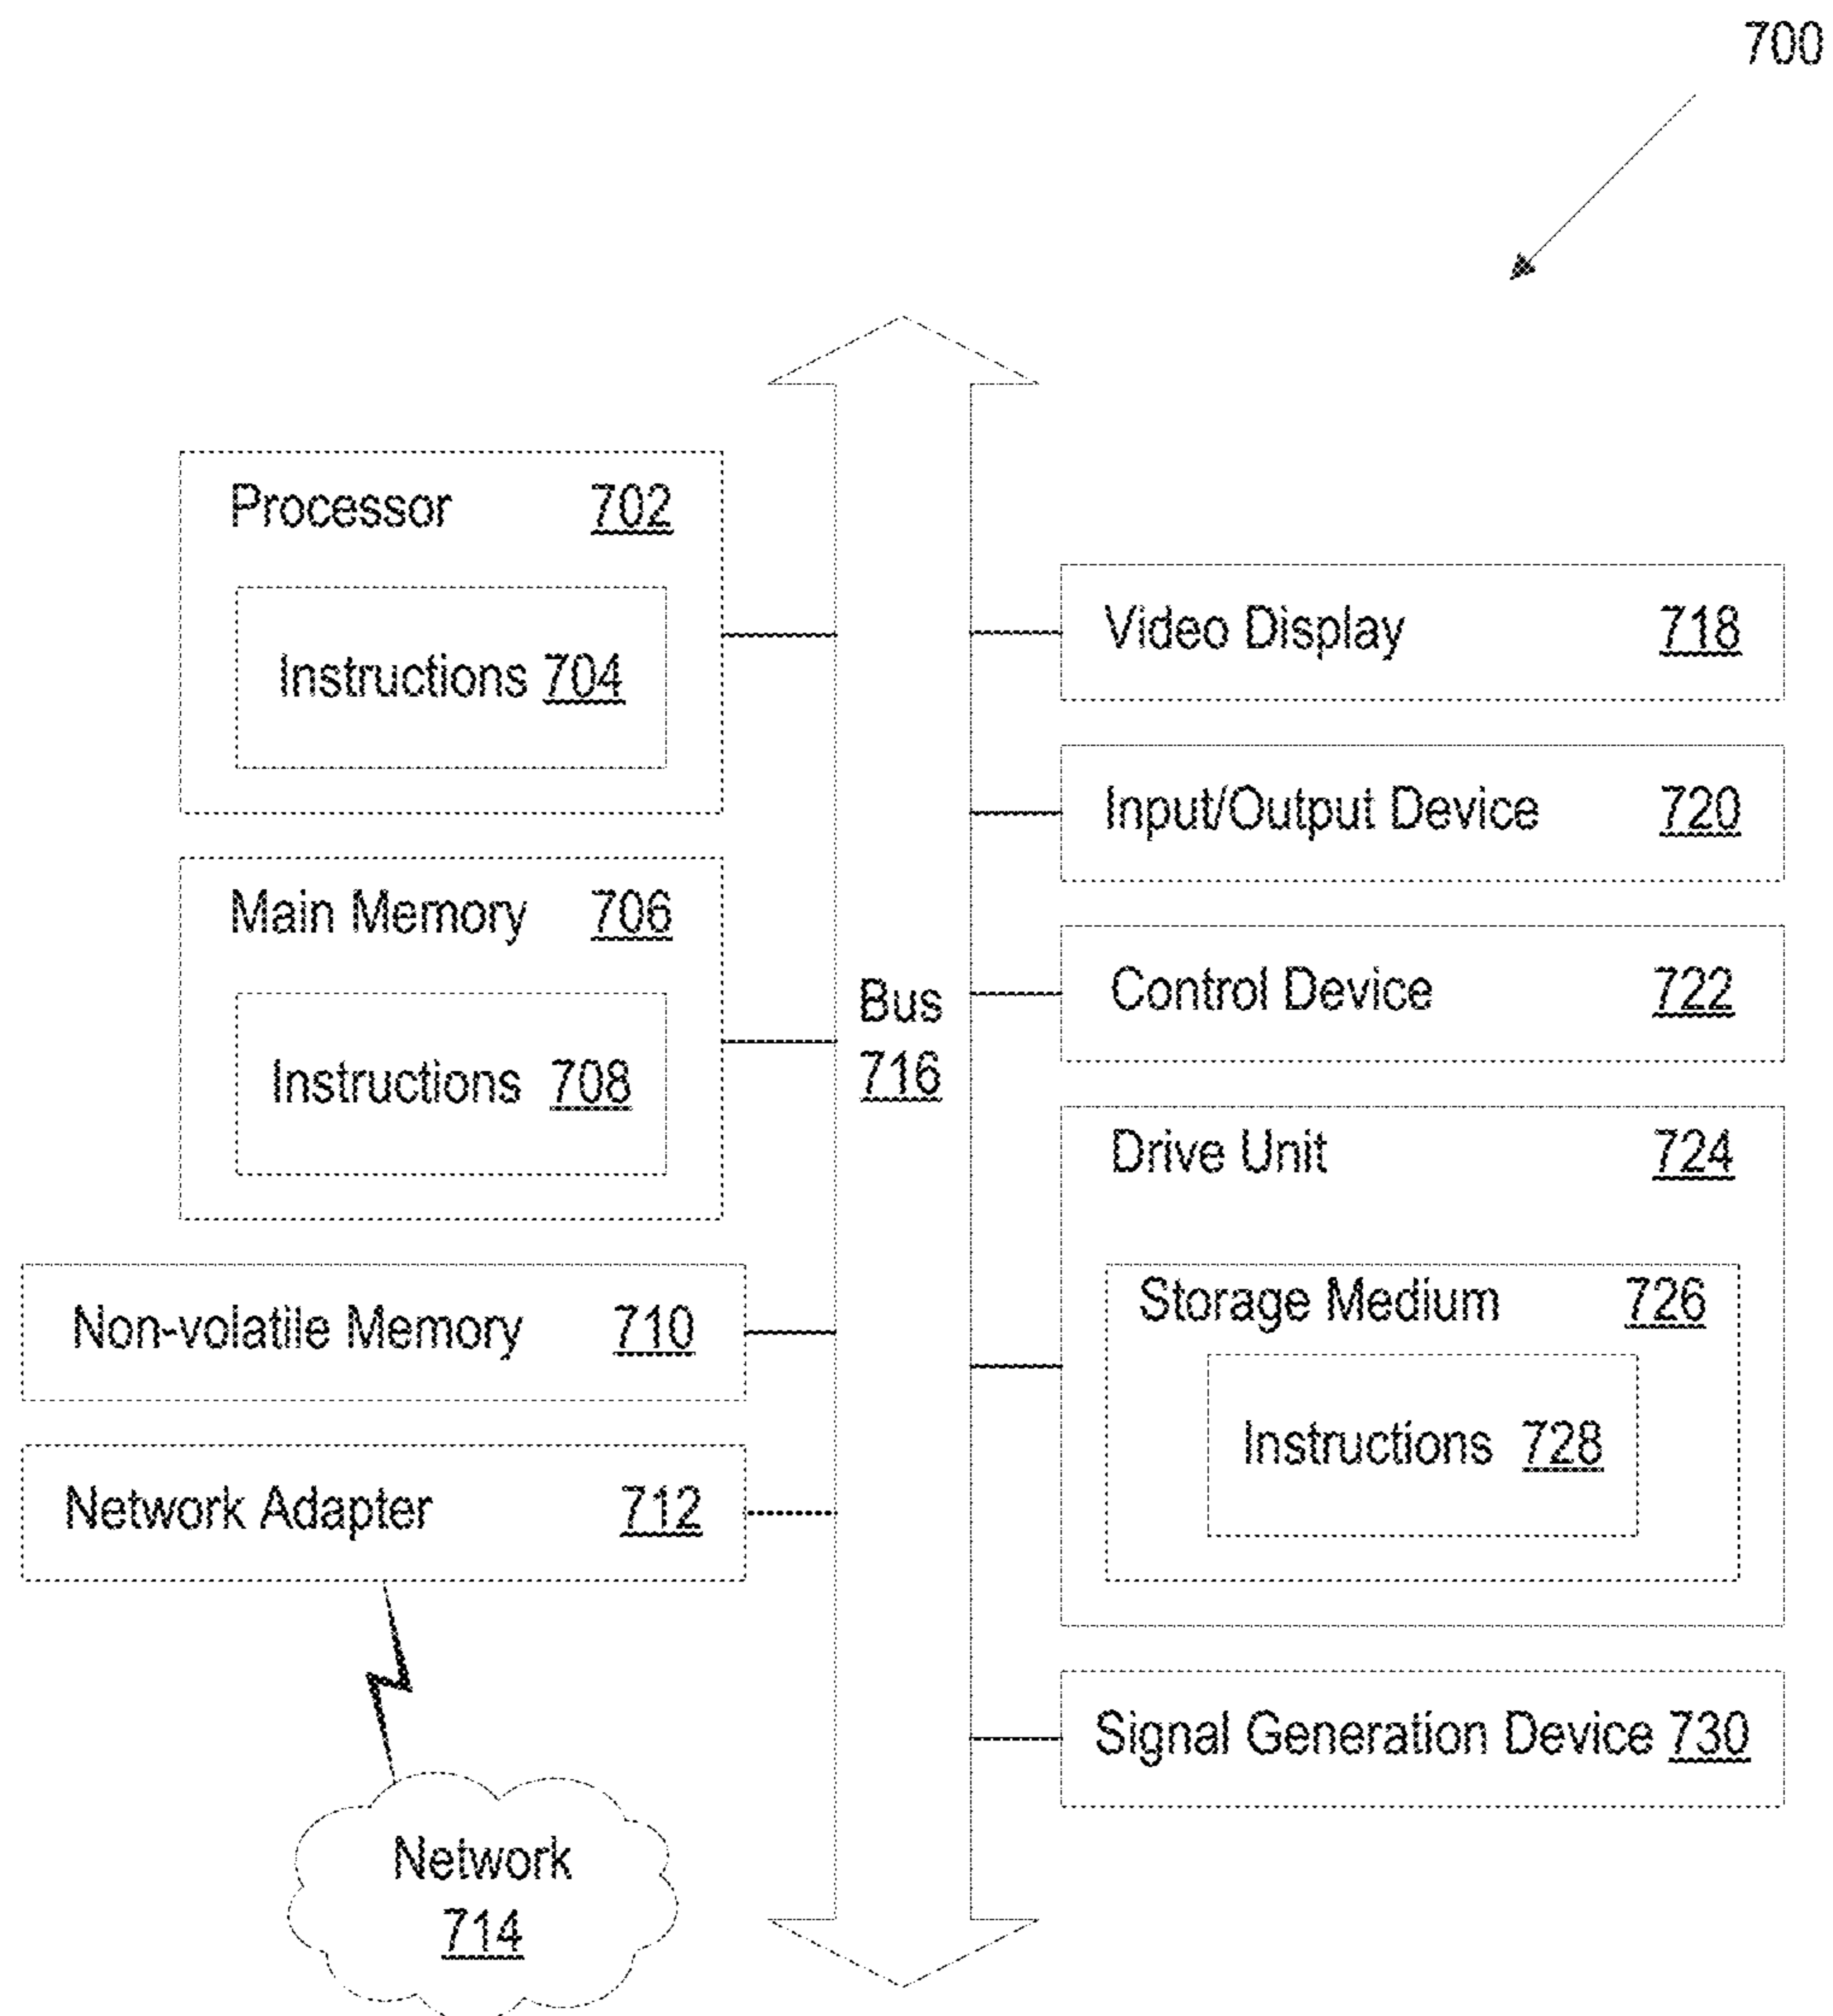 700
Processor 702
Instructions 704
Main Memory 706
Instructions 708
Non-volatile Memory 710
Network Adapter 712
Network
714
Bus
716
Video Display 718
Input/Output Device 720
Control Device 722
Drive Unit 724
Storage Medium 726
Instructions 728
Signal Generation Device 730